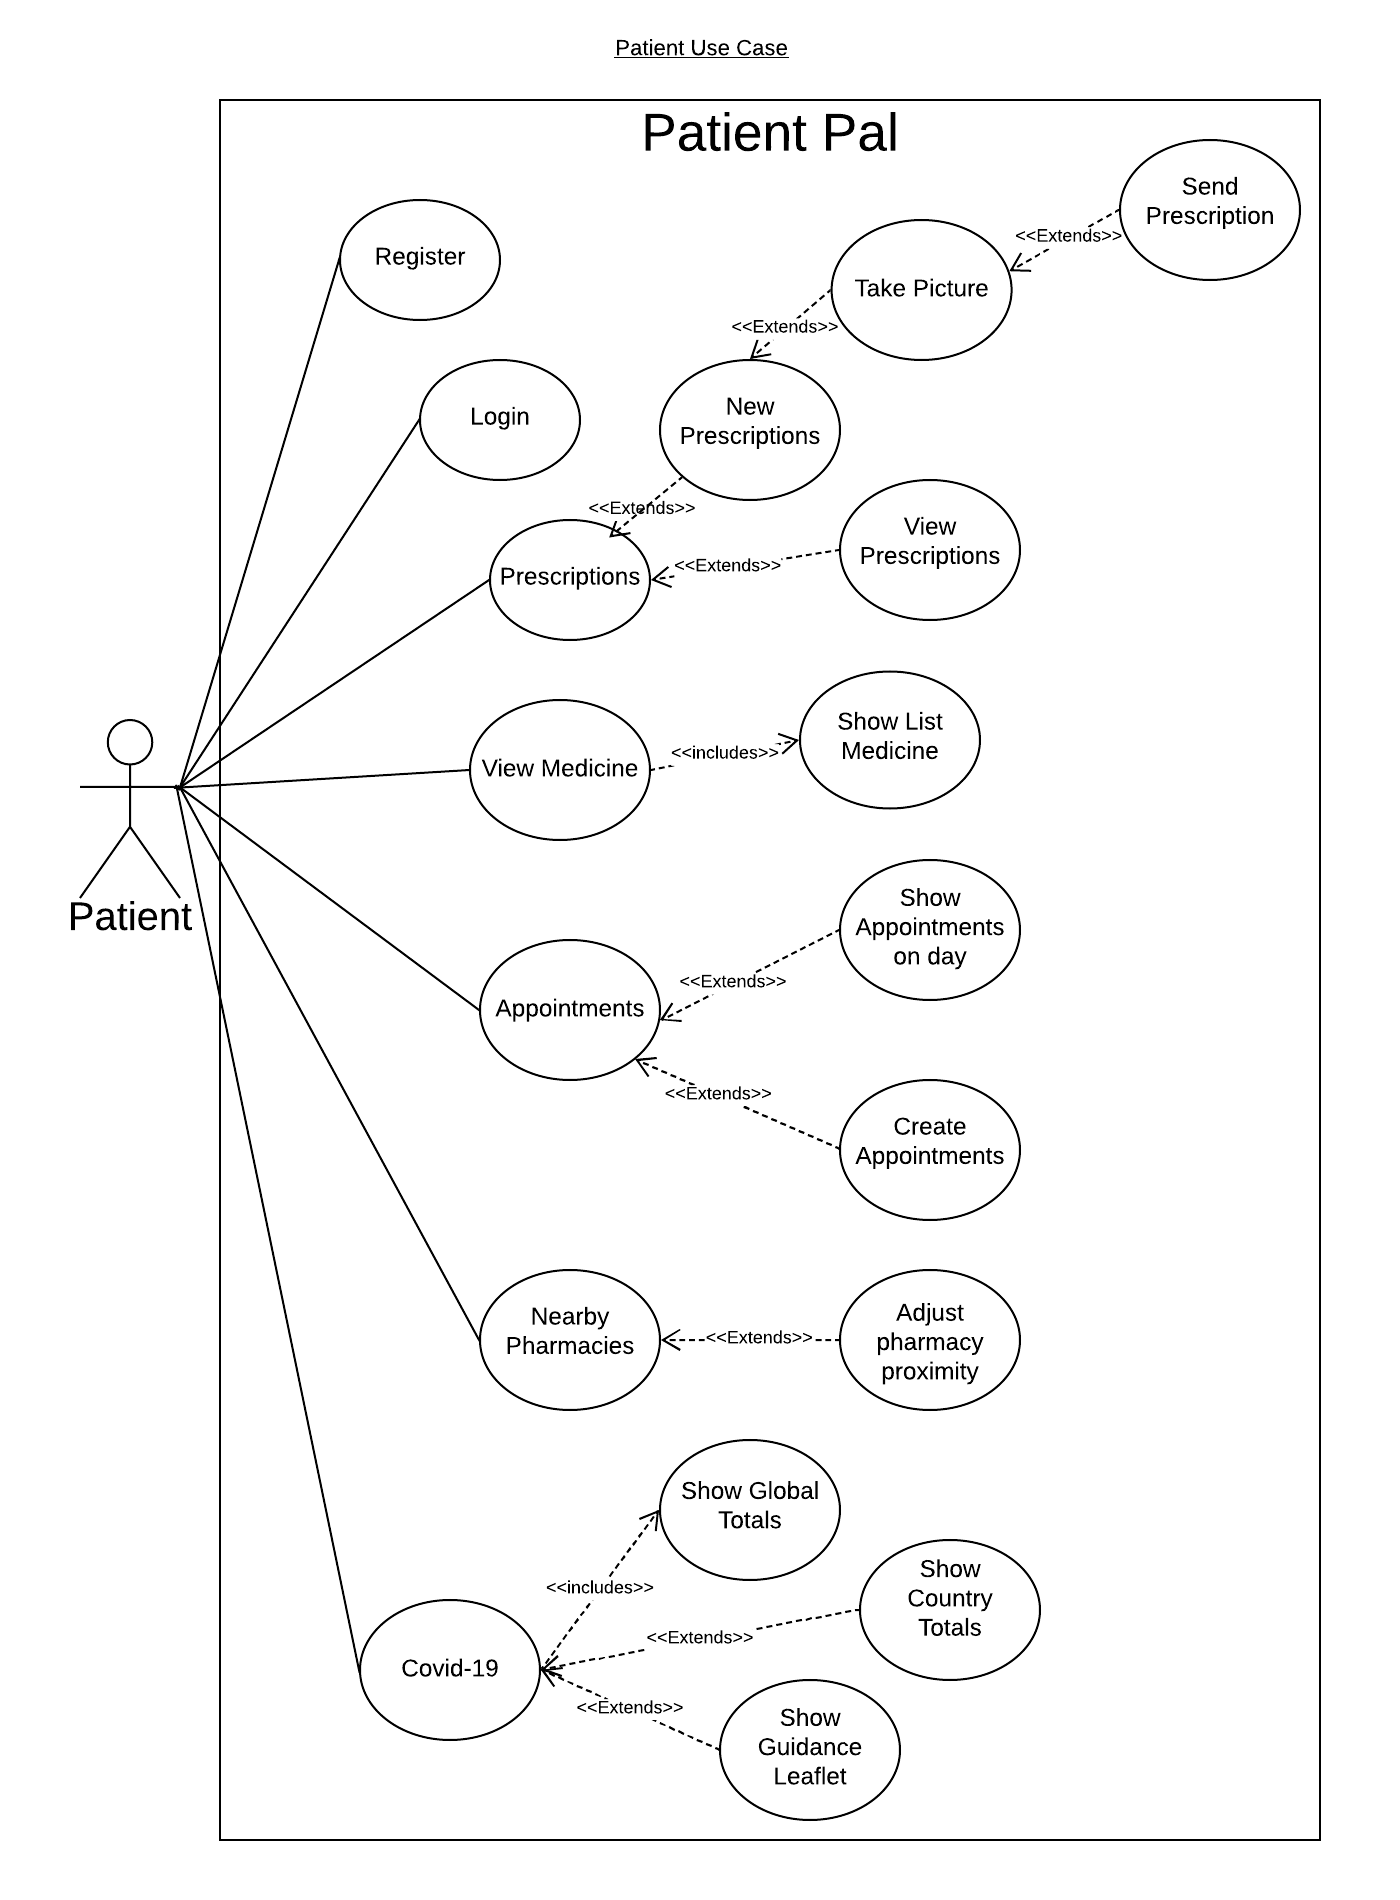 Patient Use Case
Patient Pal
Send
Prescription
<<Extends>>
Register
Take Picture
<<Extends>>
Login
New
Prescriptions
<<Extends>>
View
Prescriptions
<<Extends>>
Prescriptions
Show List
Medicine
<<includes>>
View Medicine
Patient
Show
Appointments
on day
<<Extends>>
Appointments
<<Extends>>
Create
Appointments
Nearby
Pharmacies
<<Extends>>
Adjust
pharmacy
proximity
Show Global
Totals
<<includes>>
Show
Country
Totals
<<Extends>>
Covid-19
<<Extends>>
Show
Guidance
Leaflet